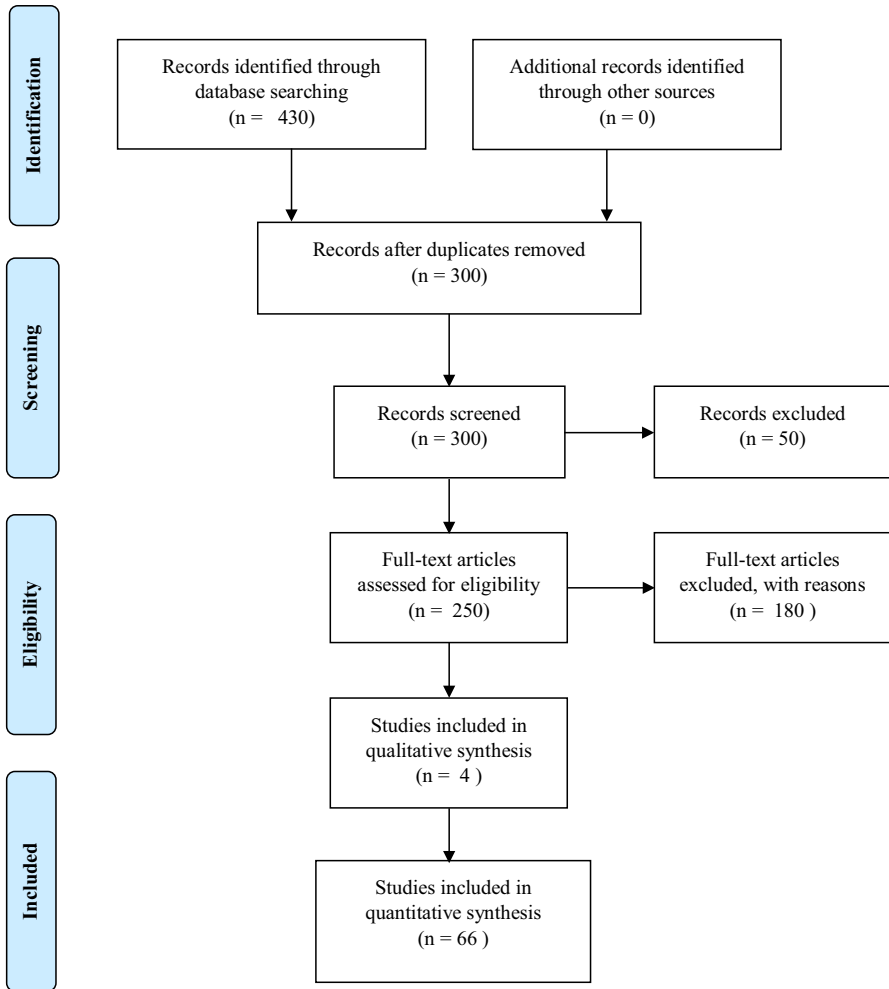 Identification
Records identified through
database searching
(n =   430)
Additional records identified
through other sources
(n = 0)
Records after duplicates removed
(n = 300)
Screening
Records screened
(n = 300)
Records excluded
(n = 50)
Eligibility
Full-text articles
assessed for eligibility
(n =  250)
Full-text articles
excluded, with reasons
(n =  180 )
Studies included in
qualitative synthesis
(n =  4 )
Included
Studies included in
quantitative synthesis
(n = 66 )